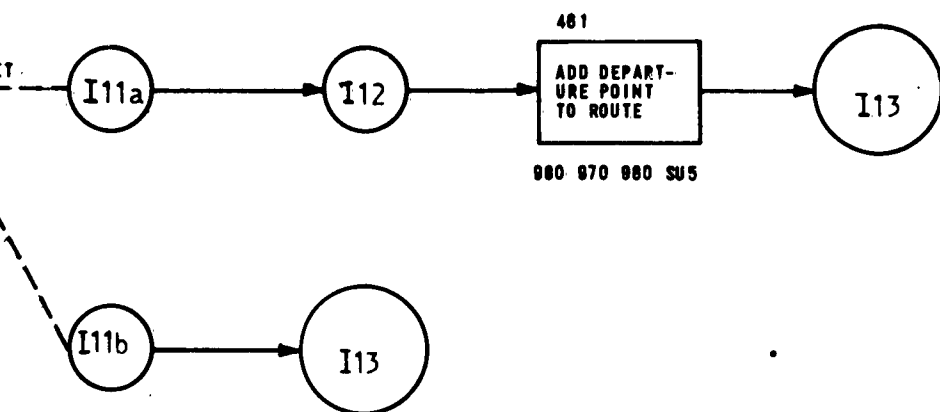 461
ADD DEPART-
URE POINT
TO ROUTE
I11a
I12
I13
980 970 980 SU5
I11b
I13